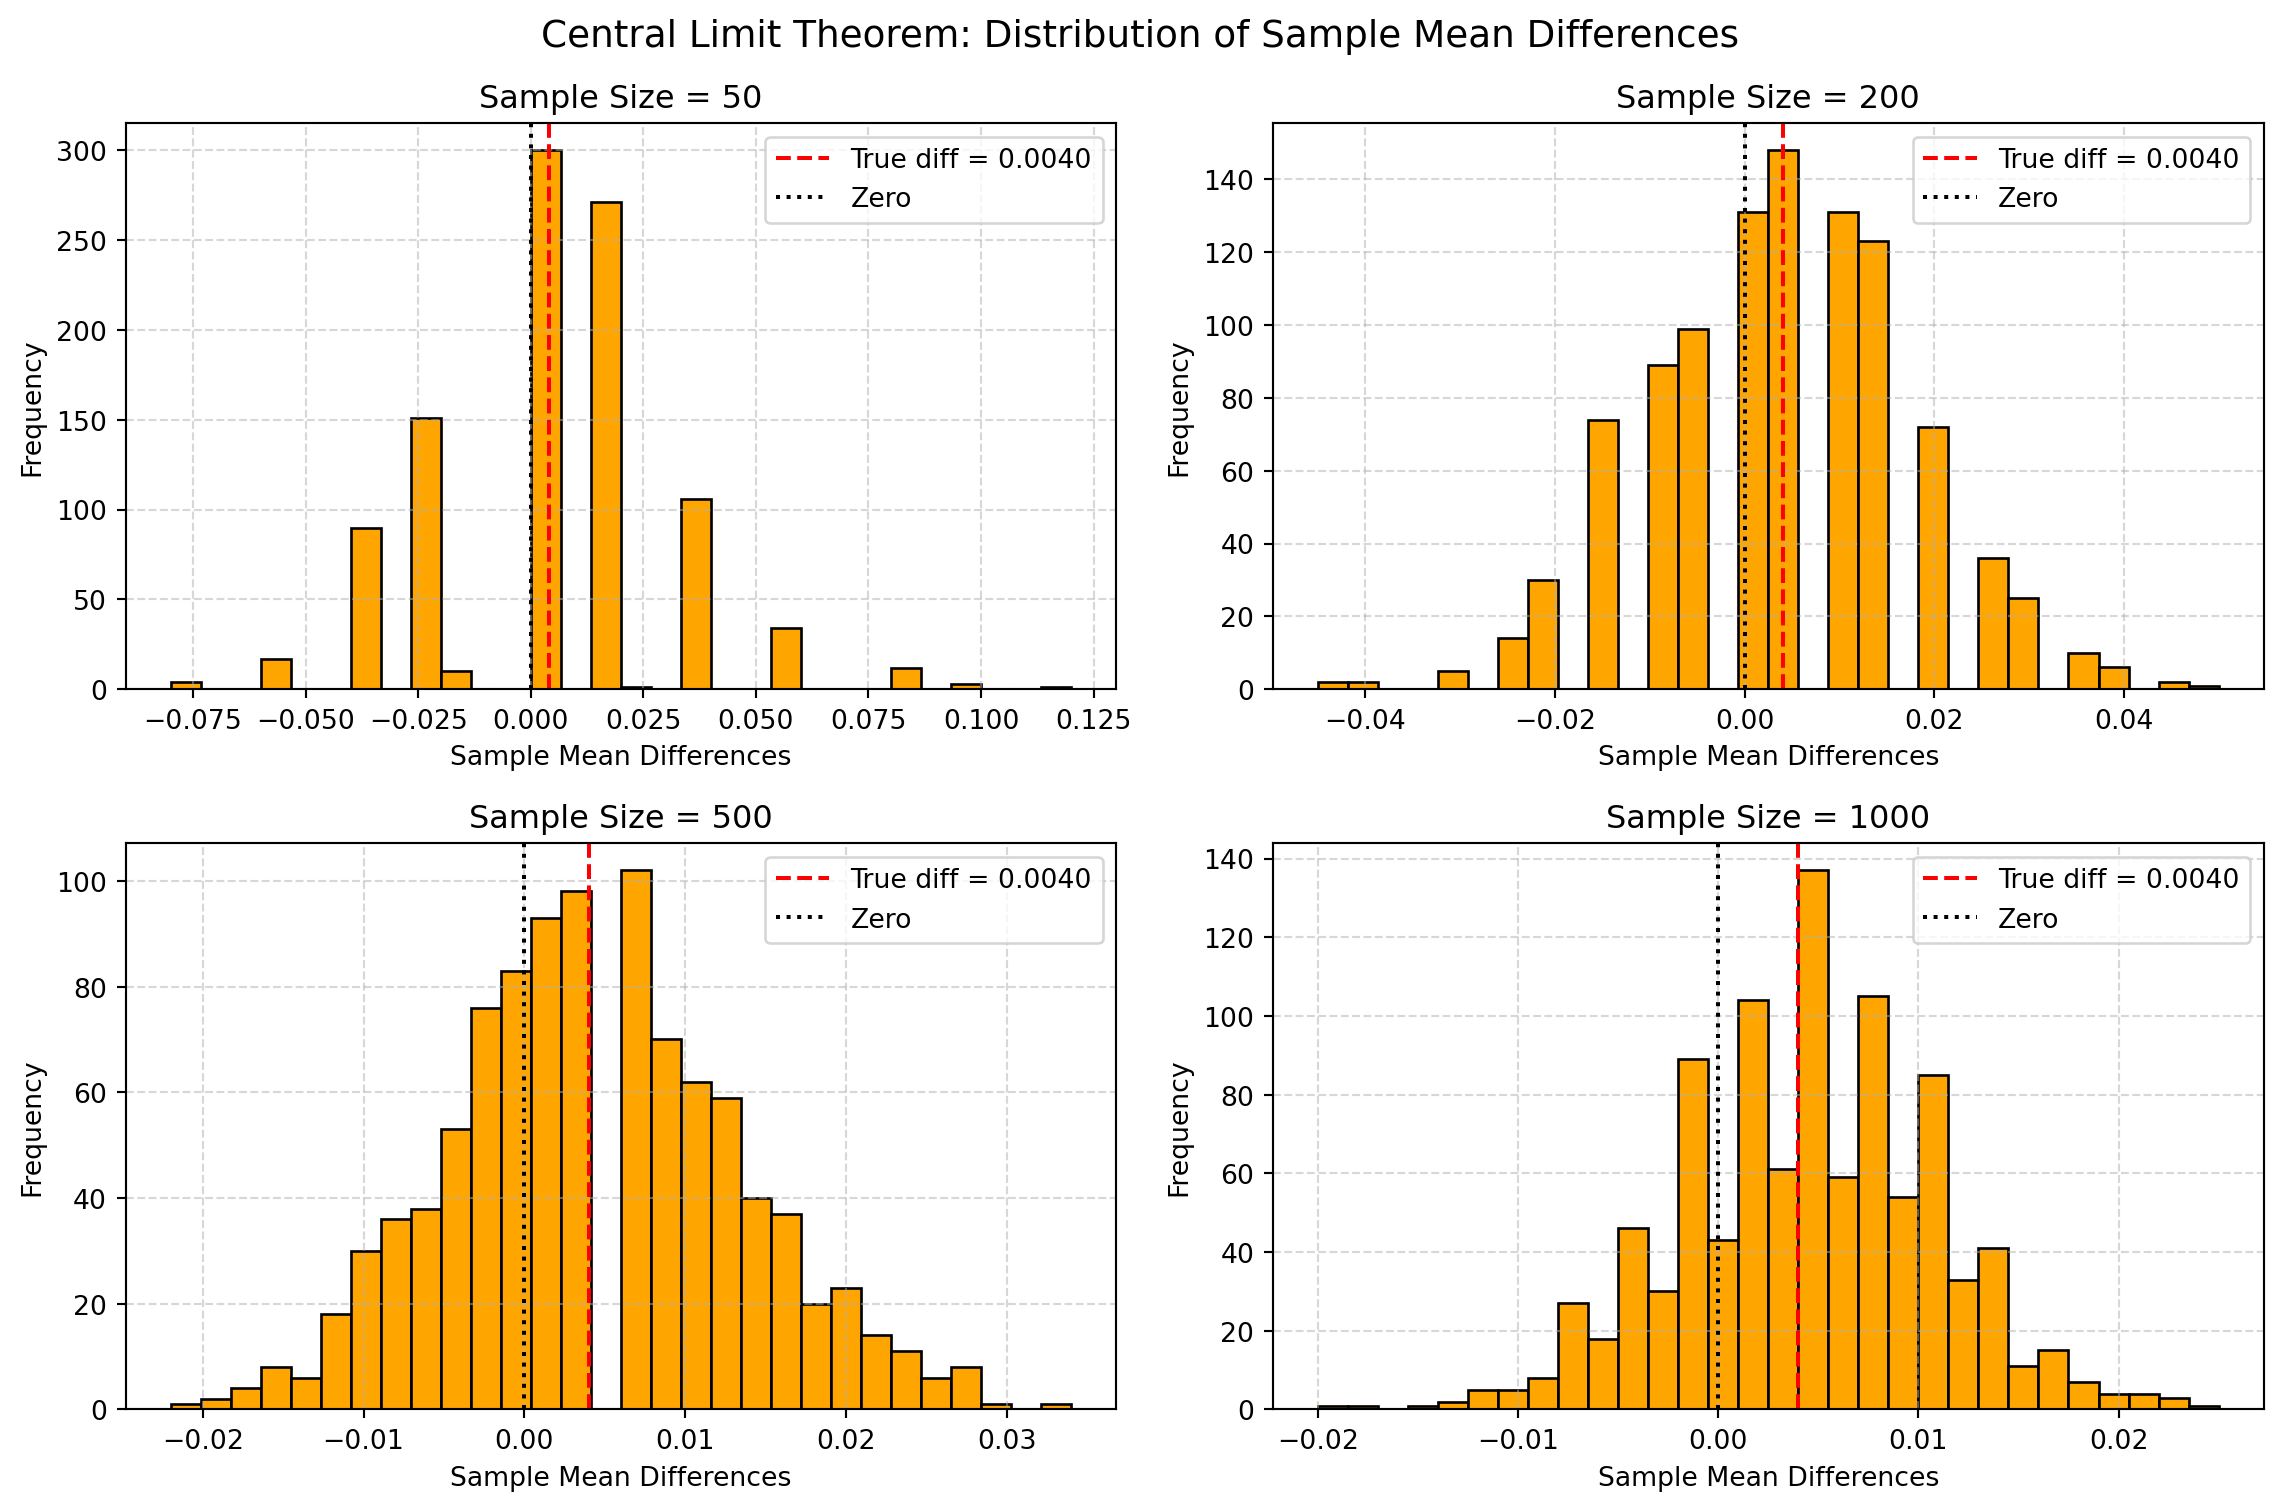 Central Limit Theorem: Distribution of Sample Mean Differences
Sample Size = 50
True diff = 0.0040
Zero
Frequency
300
250
200
150
100
50
0
−0.075 −0.050 −0.025 0.000 0.025 0.050 0.075 0.100 0.125
Sample Mean Differences
Sample Size = 200
True diff = 0.0040
Zero
Frequency
140
120
100
80
60
40
20
0
−0.04 −0.02 0.00 0.02 0.04
Sample Mean Differences
Sample Size = 500
True diff = 0.0040
Zero
Frequency
100
80
60
40
20
0
−0.02 −0.01 0.00 0.01 0.02 0.03
Sample Mean Differences
Sample Size = 1000
True diff = 0.0040
Zero
Frequency
140
120
100
80
60
40
20
0
−0.02 −0.01 0.00 0.01 0.02
Sample Mean Differences